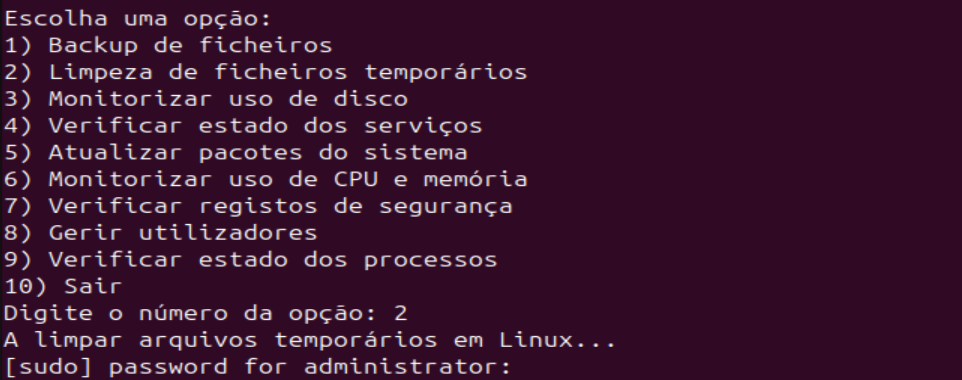 Escolha uma opção:
1) Backup de ficheiros
2) Limpeza de ficheiros temporários
3) Monitorizar uso de disco
4) Verificar estado dos serviços
5) Atualizar pacotes do sistema
6) Monitorizar uso de CPU e memória
7) Verificar registos de segurança
8) Gerir utilizadores
9) Verificar estado dos processos
10) Sair
Digite o número da opção: 2
A limpar arquivos temporários em Linux...
[sudo] password for administrator: